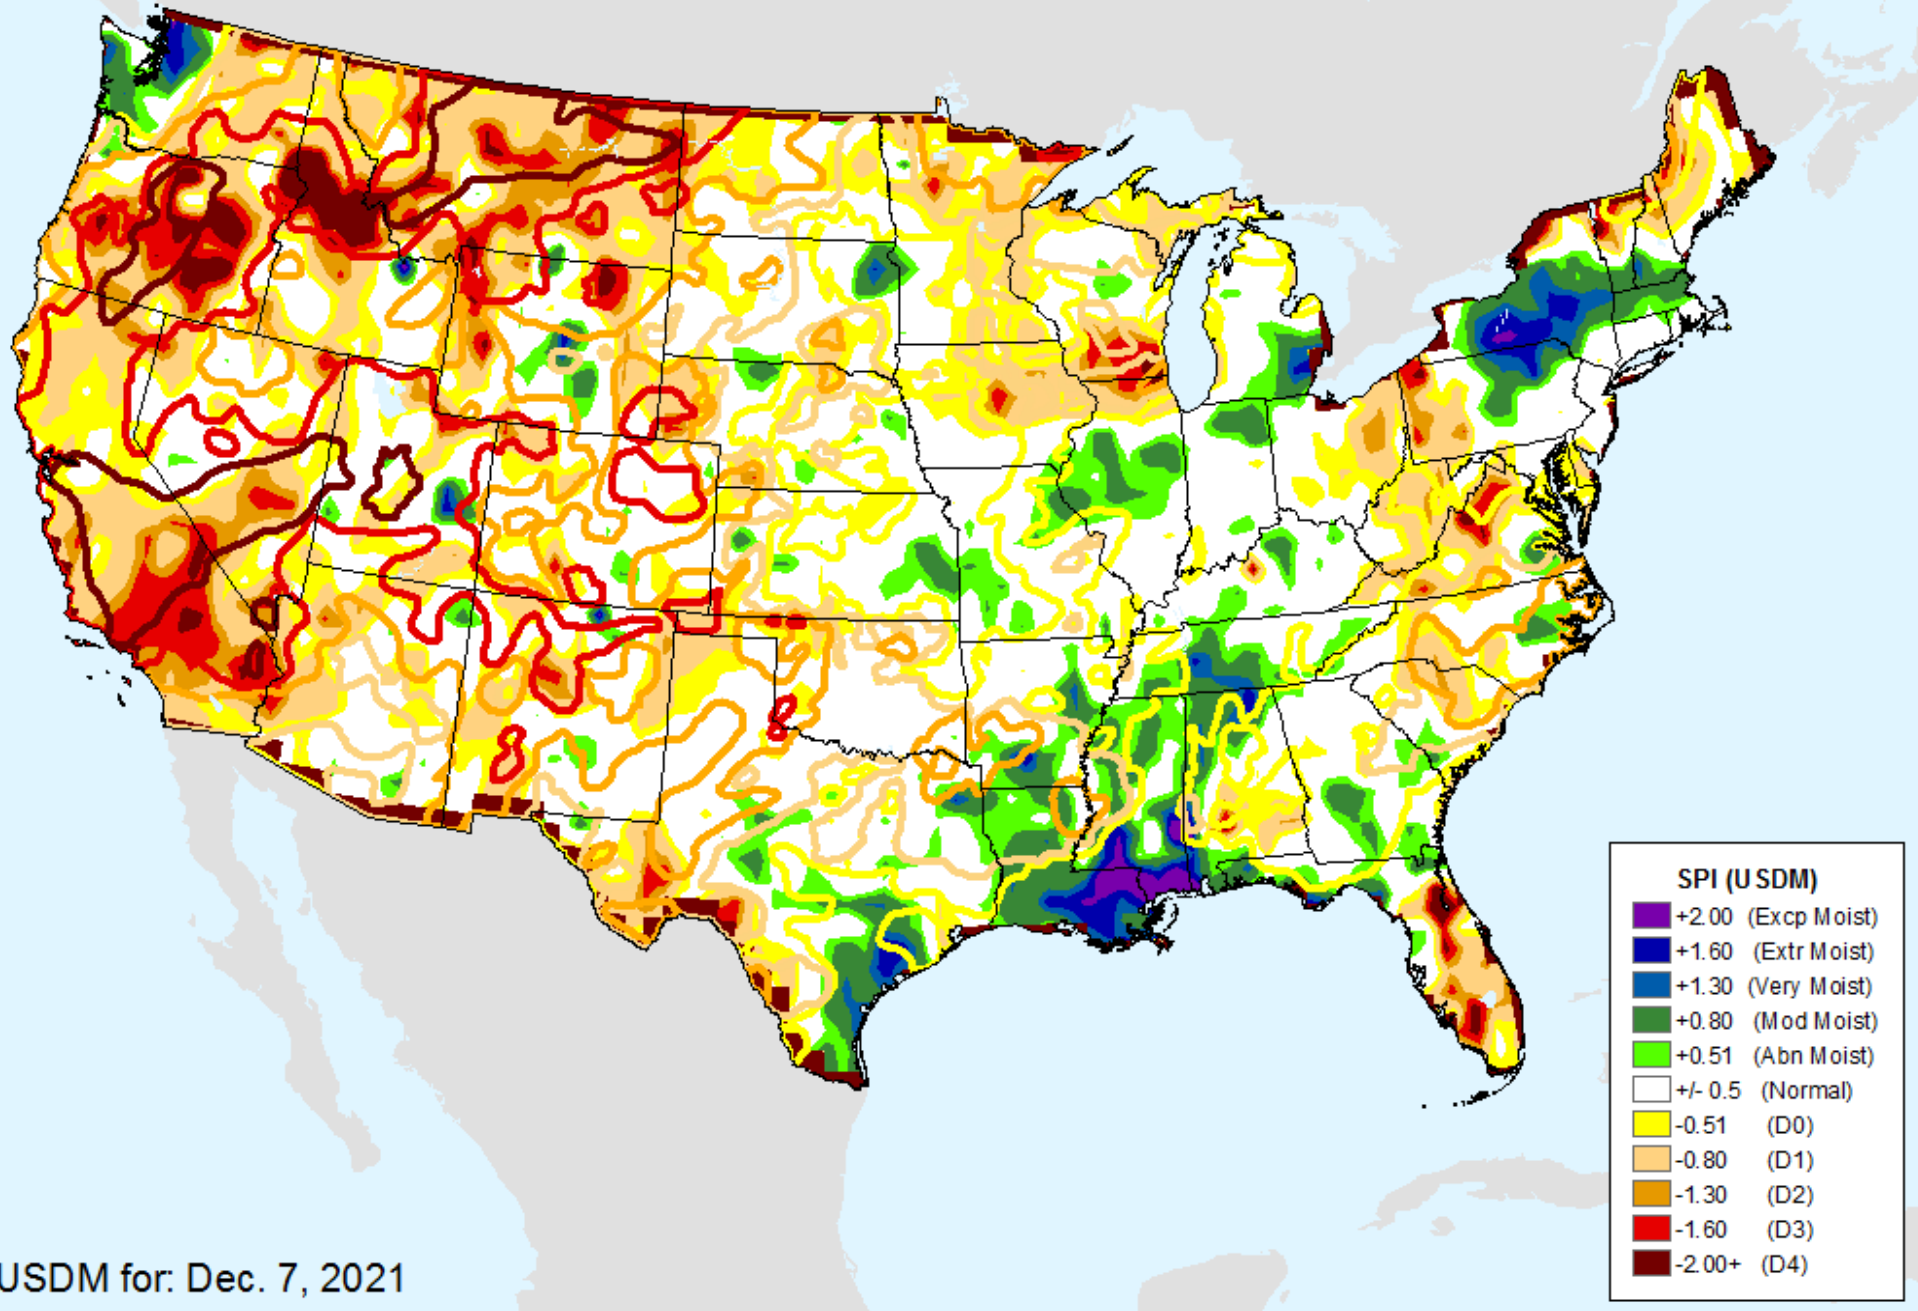 SPI (USDM)
+2.00 (Excp Moist)
+1.60 (Extr Moist)
+1.30 (Very Moist)
+0.80 (Mod Moist)
+0.51 (Abn Moist)
+/- 0.5 (Normal)
-0.51 (D0)
-0.80 (D1)
-1.30 (D2)
-1.60 (D3)
-2.00+ (D4)
USDM for: Dec. 7, 2021